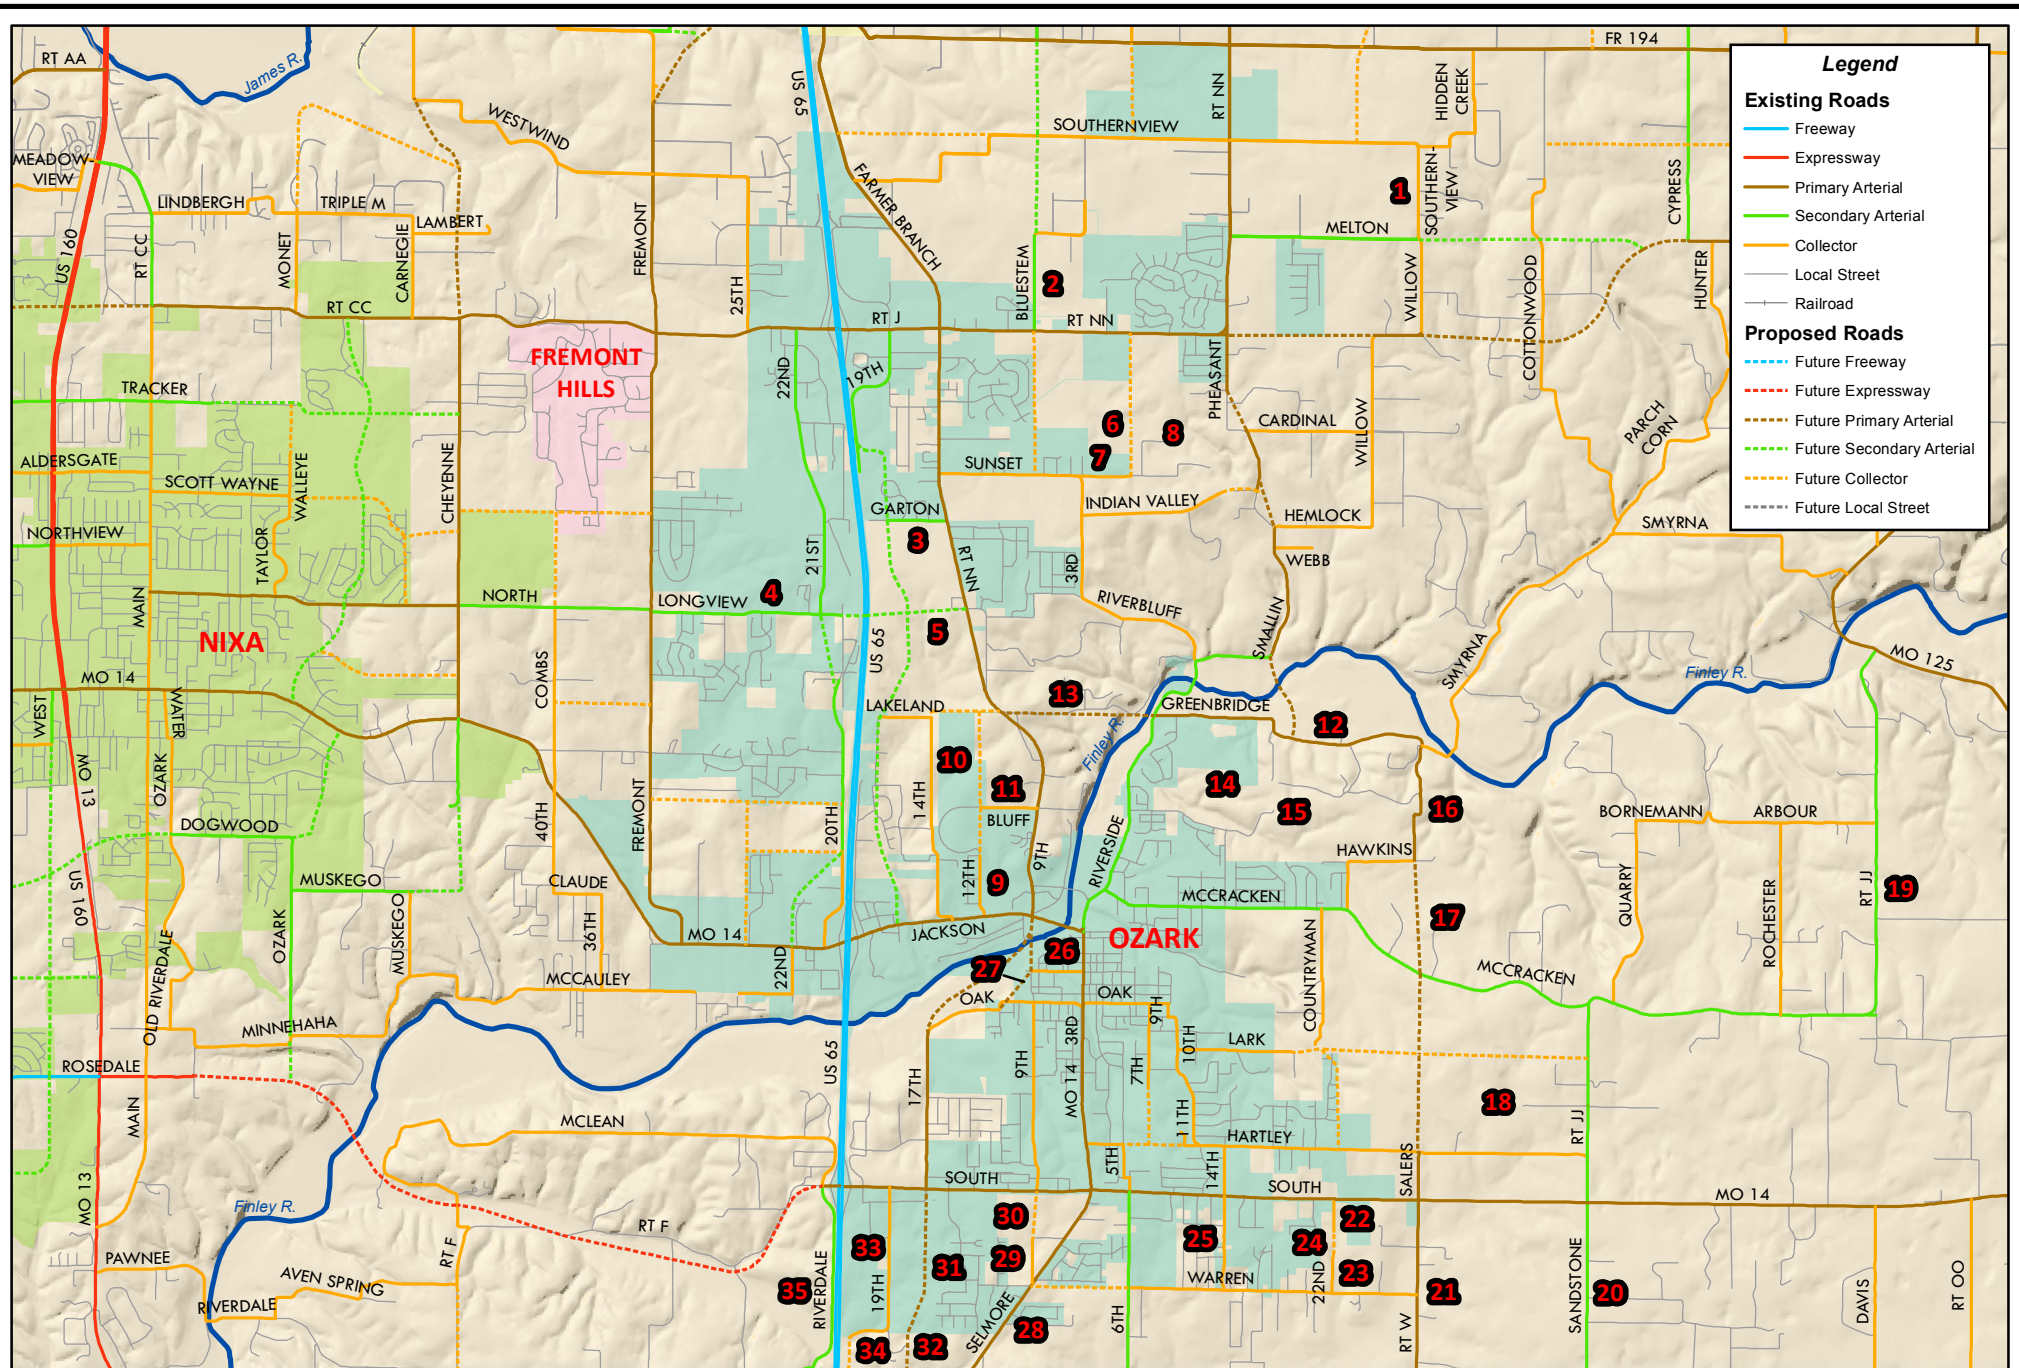 RT AA
James R.
US 65
RT NN
FR 194
HIDDEN
CREEK
WESTWIND
SOUTHERNVIEW
MEADOW-
VIEW
LINDBERGH
TRIPLE M
LAMBERT
FREMONT
FARMER BRANCH
1
SOUTHERN-
VIEW
CYPRESS
US 160
RT CC
MONET
CARNEGIE
25TH
BLUESTEM
2
MELTON
WILLOW
COTTONWOOD
HUNTER
RT CC
RT J
RT NN
FREMONT
HILLS
22ND
19TH
PHEASANT
TRACKER
6
7
8
CARDINAL
WILLOW
PARCH
CORN
ALDERSGATE
SCOTT WAYNE
WALLEYE
CHEYENNE
SUNSET
INDIAN VALLEY
HEMLOCK
SMYRNA
NORTHVIEW
TAYLOR
GARTON
3
21ST
RT NN
3RD
WEBB
MAIN
NORTH
LONGVIEW
4
RIVERBLUFF
SMALLIN
NIXA
5
US 65
COMBS
SMYRNA
Finley R.
MO 125
MO 14
WEST
WATER
LAKELAND
13
GREENBRIDGE
12
Finley R.
MO 13
OZARK
10
11
14
15
16
14TH
BLUFF
BORNEMANN
ARBOUR
DOGWOOD
40TH
FREMONT
20TH
9TH
RIVERSIDE
HAWKINS
MUSKEGO
CLAUDE
12TH
9
MCCRACKEN
17
QUARRY
ROCHESTER
RT JJ
19
US 160
OZARK
MUSKEGO
36TH
MO 14
JACKSON
OZARK
26
27
COUNTRYMAN
MCCRACKEN
OLD RIVERDALE
MCCAULEY
22ND
OAK
OAK
9TH
MINNEHAHA
3RD
10TH
LARK
ROSEDALE
US 65
17TH
9TH
MO 14
7TH
18
MAIN
MCLEAN
11TH
HARTLEY
RT JJ
SOUTH
5TH
14TH
SOUTH
SALERS
MO 14
MO 13
Finley R.
RT F
RT F
30
29
31
33
25
24
22
23
PAWNEE
AVEN SPRING
RIVERDALE
35
RIVERDALE
19TH
WARREN
22ND
21
20
SANDSTONE
DAVIS
RT OO
34
32
SELMORE
28
6TH
RT W
Legend
Existing Roads
Freeway
Expressway
Primary Arterial
Secondary Arterial
Collector
Local Street
Railroad
Proposed Roads
Future Freeway
Future Expressway
Future Primary Arterial
Future Secondary Arterial
Future Collector
Future Local Street